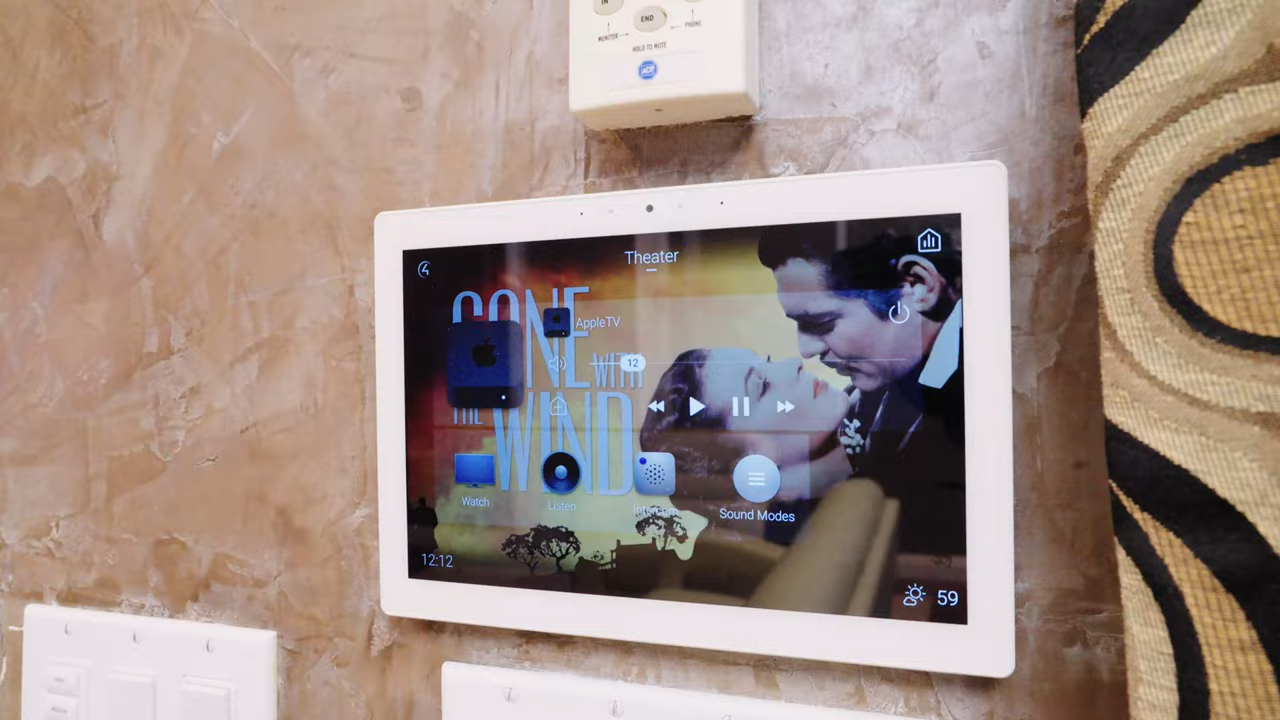 IN
END
MONITOR
PHONE
HOLD TO MUTE
ADT
Theater
GONE
AppleTV
WITH
12
THE
WIND
Watch
Listen
Intercom
Sound Modes
12:12
59